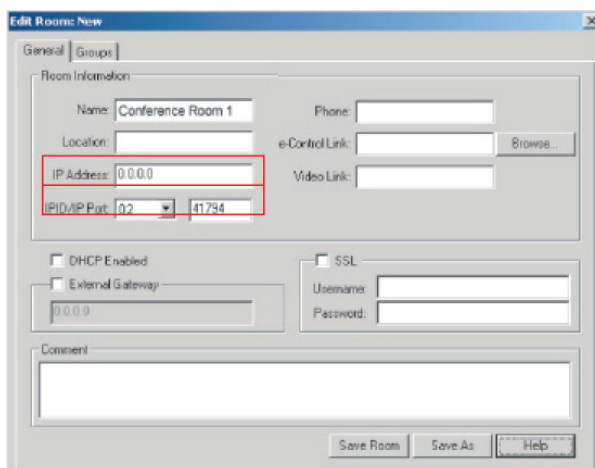 Edit Room: New
General Groups
Room Information
Name: Conference Room 1
Phone:
Location:
e-Control Link:
Browse...
IP Address: 0.0.0.0
Video Link:
IPID/IP Port: 02 41794
DHCP Enabled
SSL
External Gateway
Username:
0.0.0.0
Password:
Comment
Save Room Save As Help